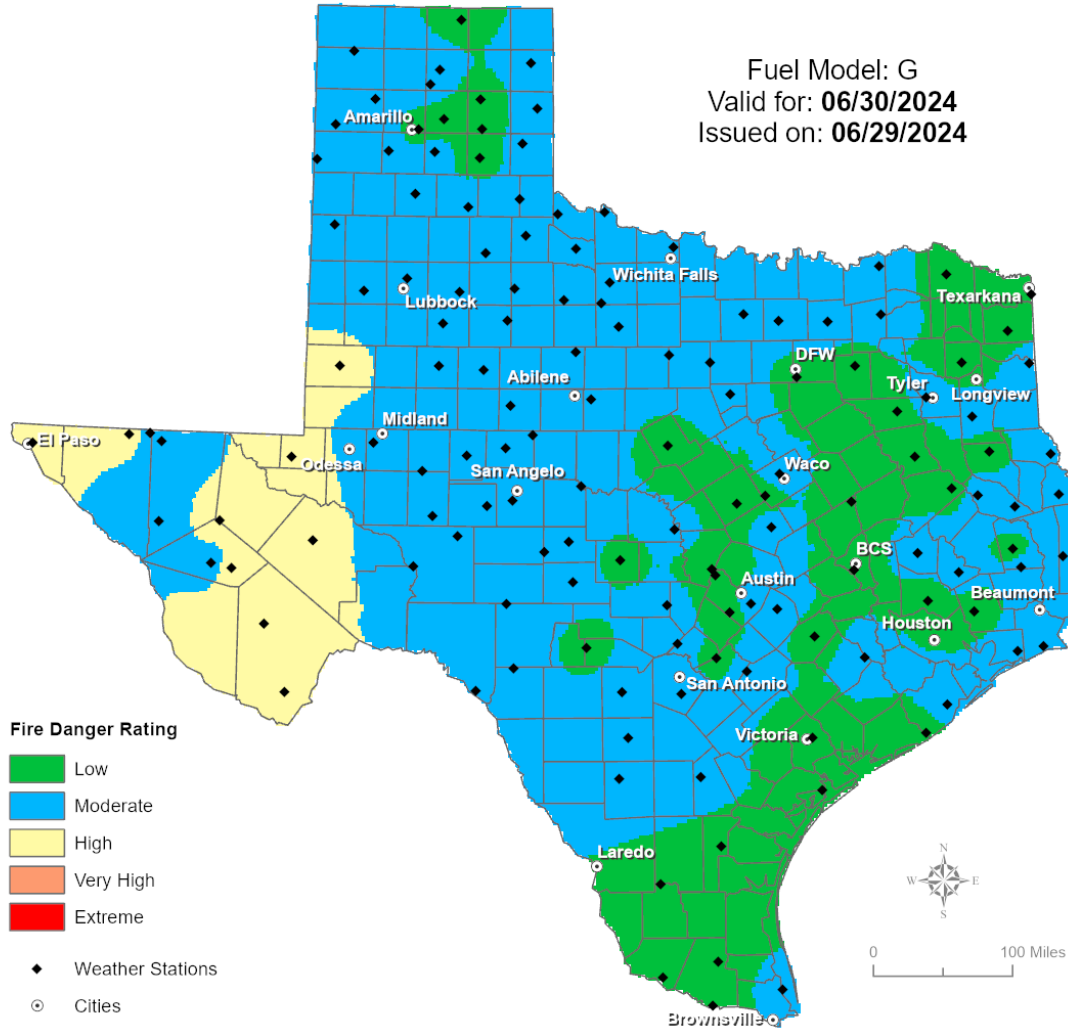 Fuel Model: G
Valid for: 06/30/2024
Issued on: 06/29/2024
Amarillo
Wichita Falls
Lubbock
Texarkana
DFW
Abilene
Tyler
Longview
Midland
El Paso
Odessa
San Angelo
Waco
BCS
Austin
Beaumont
Houston
San Antonio
Victoria
Laredo
Brownsville
Fire Danger Rating
Low
Moderate
High
Very High
Extreme
Weather Stations
Cities
N
W E
S
0 100 Miles